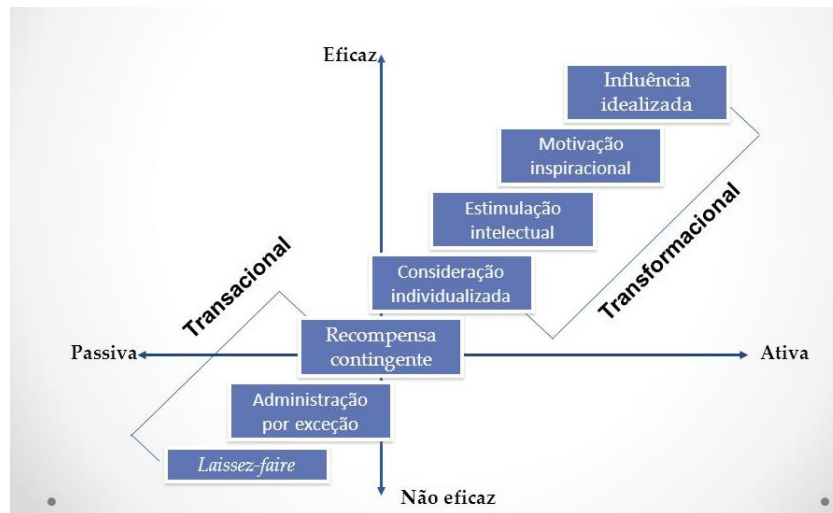 Eficaz
Influência
idealizada
Motivação
inspiracional
Estimulação
intelectual
Consideração
individualizada
Transacional
Transformacional
Recompensa
contingente
Passiva
Ativa
Administração
por exceção
Laissez-faire
Não eficaz